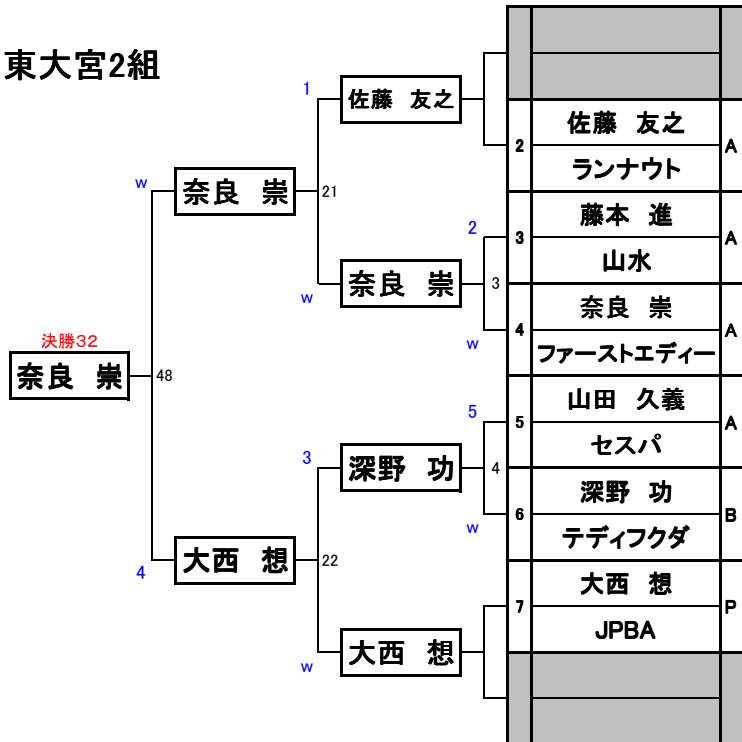 東大宮2組
決勝32
奈良 崇
48
w
奈良 崇
21
4
大西 想
22
1
佐藤 友之
w
奈良 崇
3
3
深野 功
4
w
大西 想
2
w
5
w
2
佐藤 友之
A
ランナウト
3
藤本 進
A
山水
4
奈良 崇
A
ファーストエディー
5
山田 久義
A
セスパ
6
深野 功
B
テディフクダ
7
大西 想
P
JPBA